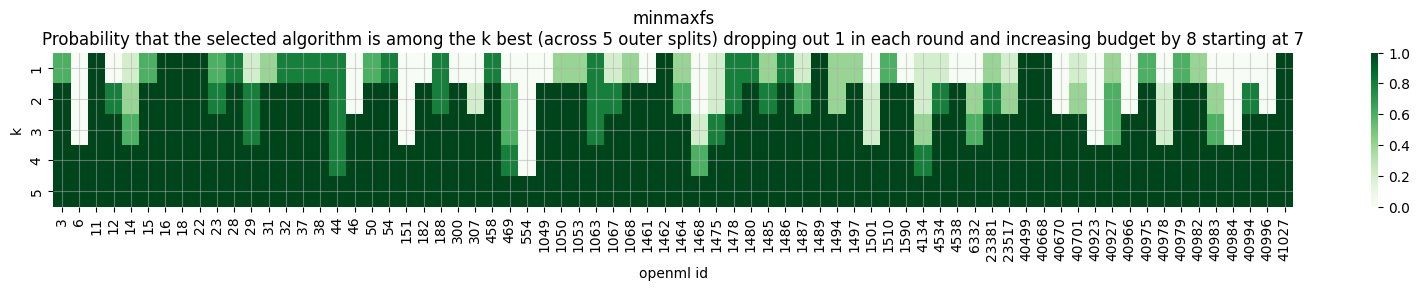 minmaxfs
Probability that the selected algorithm is among the k best (across 5 outer splits) dropping out 1 in each round and increasing budget by 8 starting at 7
k
1
2
3
4
5
3 6 11 12 14 15 16 18 22 23 28 29 31 32 37 38 44 46 50 54 151 182 188 300 307 458 469 554 1049 1050 1053 1063 1067 1068 1461 1462 1464 1468 1475 1478 1480 1485 1486 1487 1489 1494 1497 1501 1510 1590 4134 4534 4538 6332 23381 23517 40499 40668 40670 40701 40923 40927 40966 40975 40978 40979 40982 40983 40984 40994 40996 41027
openml id
1.0
0.8
0.6
0.4
0.2
0.0